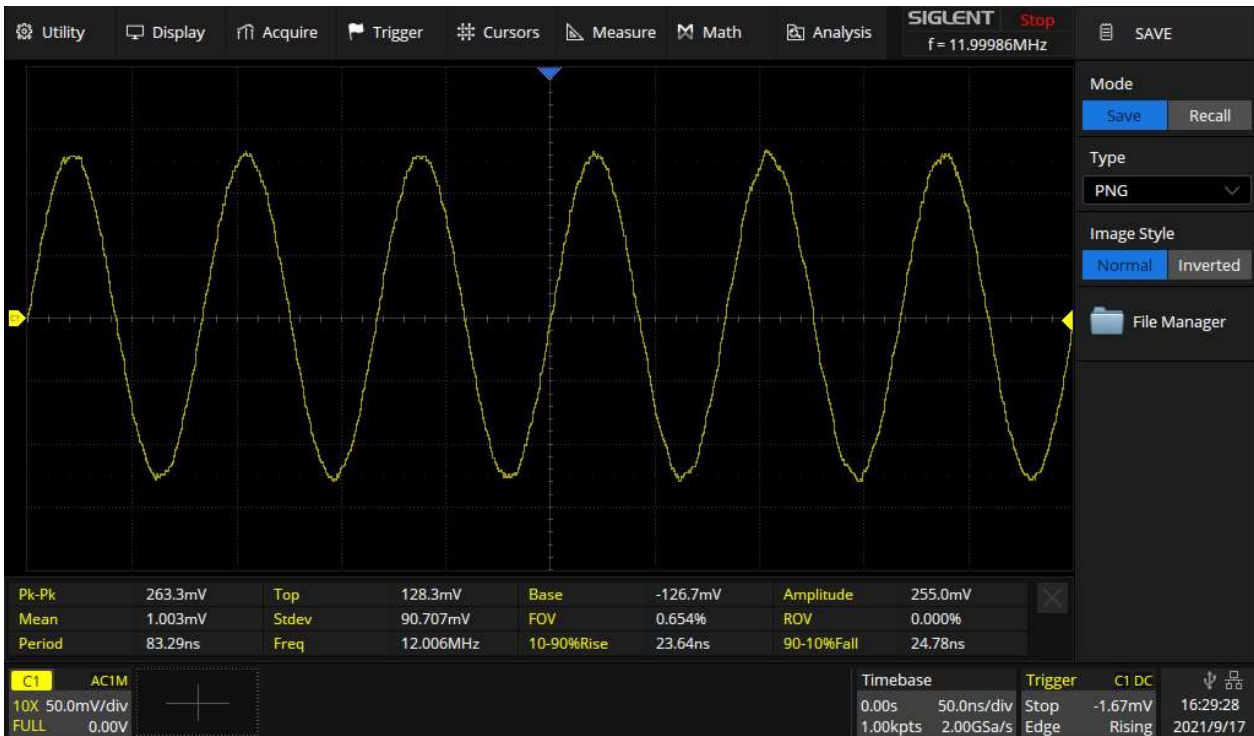 Utility Display Acquire Trigger Cursors Measure Math Analysis SIGLENT Stop SAVE
f = 11.99986MHz
Mode
Save Recall
Type
PNG
Image Style
Normal Inverted
C1
File Manager
Pk-Pk 263.3mV Top 128.3mV Base -126.7mV Amplitude 255.0mV
Mean 1.003mV Stdev 90.707mV FOV 0.654% ROV 0.000%
Period 83.29ns Freq 12.006MHz 10-90%Rise 23.64ns 90-10%Fall 24.78ns
C1 AC1M Timebase Trigger C1 DC
10X 50.0mV/div 0.00s 50.0ns/div Stop -1.67mV 16:29:28
FULL 0.00V 1.00kpts 2.00GSa/s Edge Rising 2021/9/17